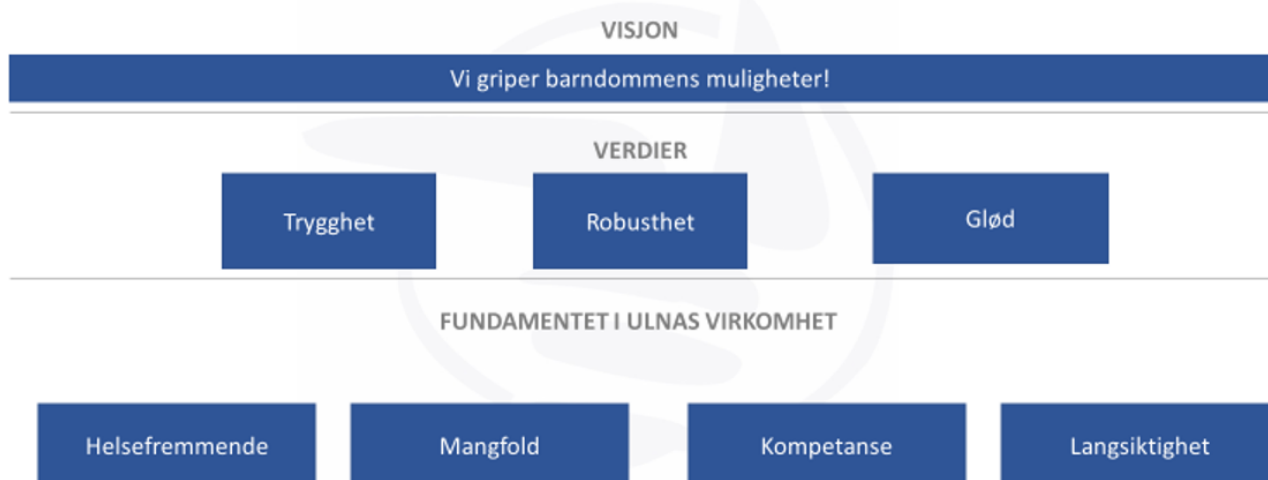 VISJON
Vi griper barndommens muligheter!
VERDIER
Trygghet
Robusthet
Glød
FUNDAMENTET I ULNAS VIRKOMHET
Helsefremmende
Mangfold
Kompetanse
Langsiktighet